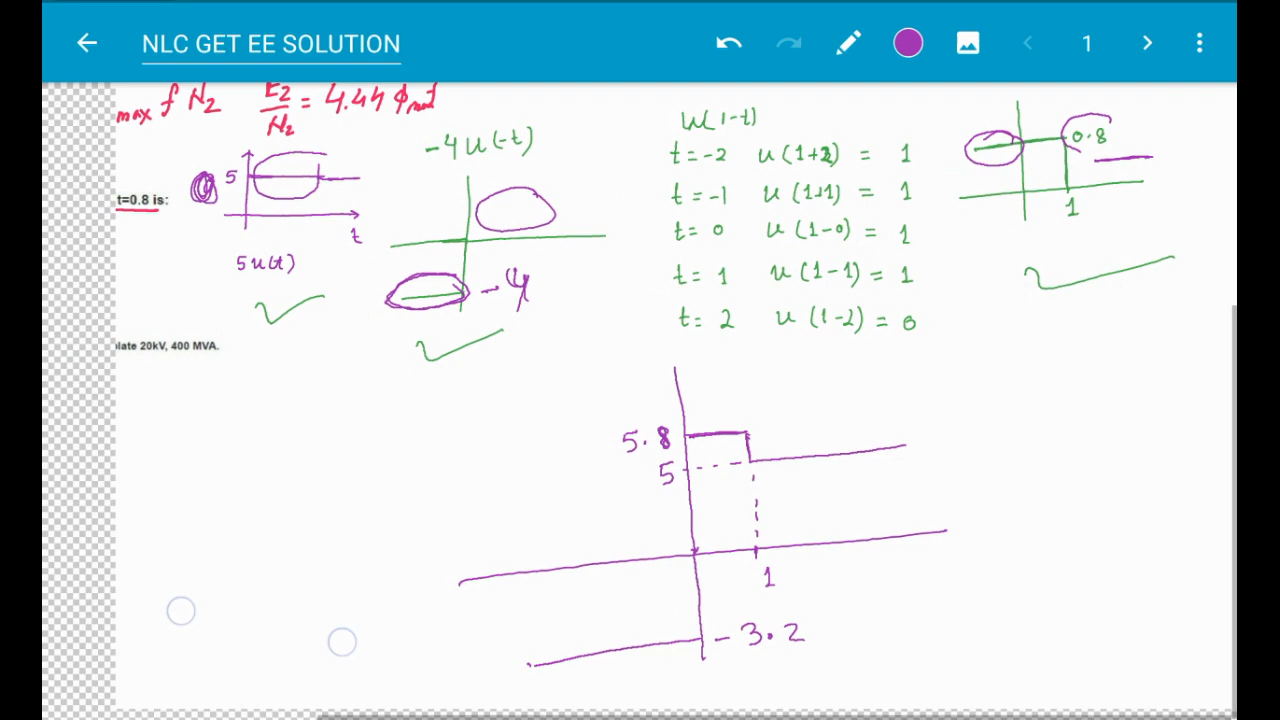 NLC GET EE SOLUTION
1
max f N2 E2/N2 = 4.44 ϕm f
-4u(-t)
5
t=0.8 is:
t
5u(t)
-4
late 20kV, 400 MVA.
u(1-t)
t=-2 u(1+2) = 1
t=-1 u(1+1) = 1
t=0 u(1-0) = 1
t=1 u(1-1) = 1
t=2 u(1-2) = 0
0.8
1
5.8
5
1
-3.2